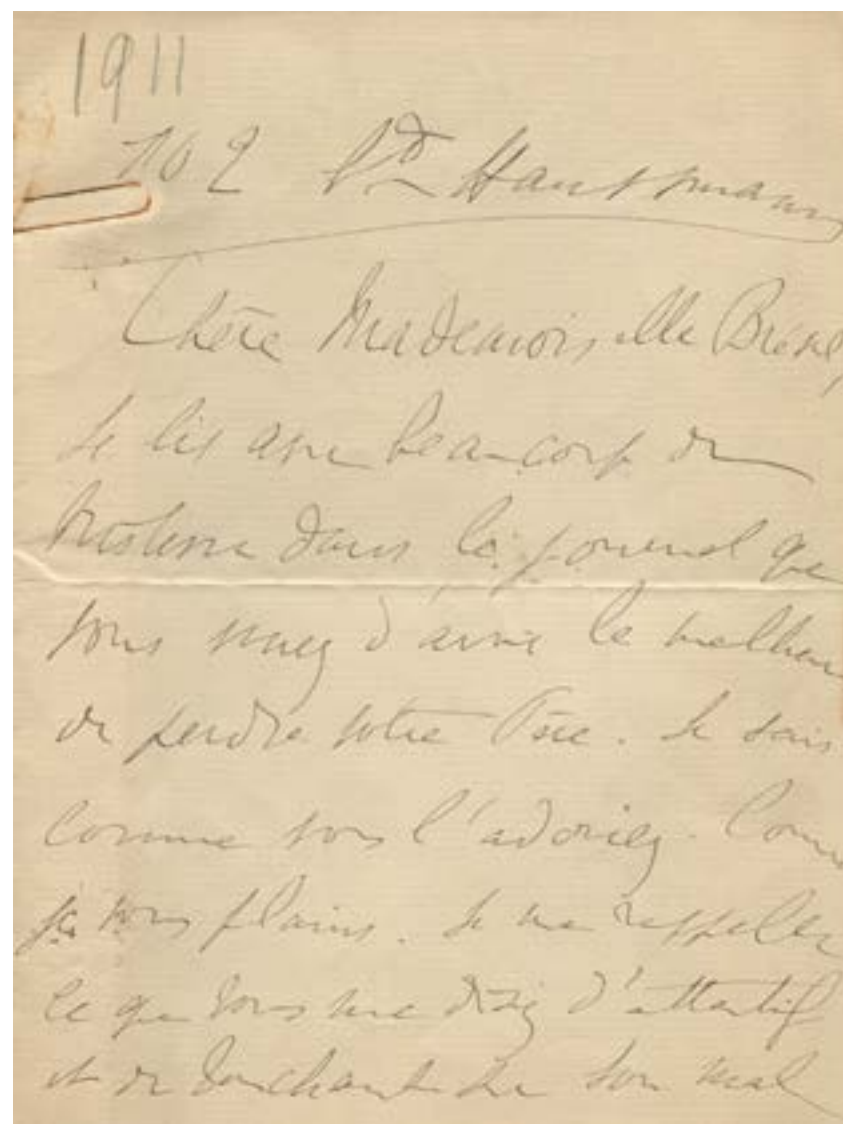 1911
102 Bd Haussmann
Chère Mademoiselle
Je lis avec beaucoup de
tristesse dans le journal que
vous venez d'avoir le malheur
de perdre votre Père. Je sais
comme vous l'adoriez. Comme
je vous plains. Je me rappelle
ce que vous me disiez d'attentif
et de touchant sur son mal